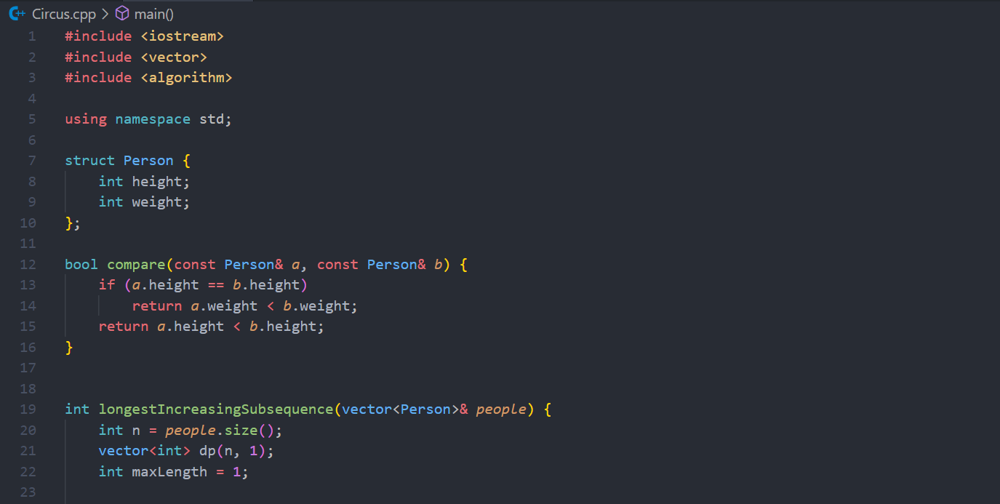 Circus.cpp > main()
1 #include <iostream>
2 #include <vector>
3 #include <algorithm>
4
5 using namespace std;
6
7 struct Person {
8     int height;
9     int weight;
10 };
11
12 bool compare(const Person& a, const Person& b) {
13     if (a.height == b.height)
14         return a.weight < b.weight;
15     return a.height < b.height;
16 }
17
18
19 int longestIncreasingSubsequence(vector<Person>& people) {
20     int n = people.size();
21     vector<int> dp(n, 1);
22     int maxLength = 1;
23